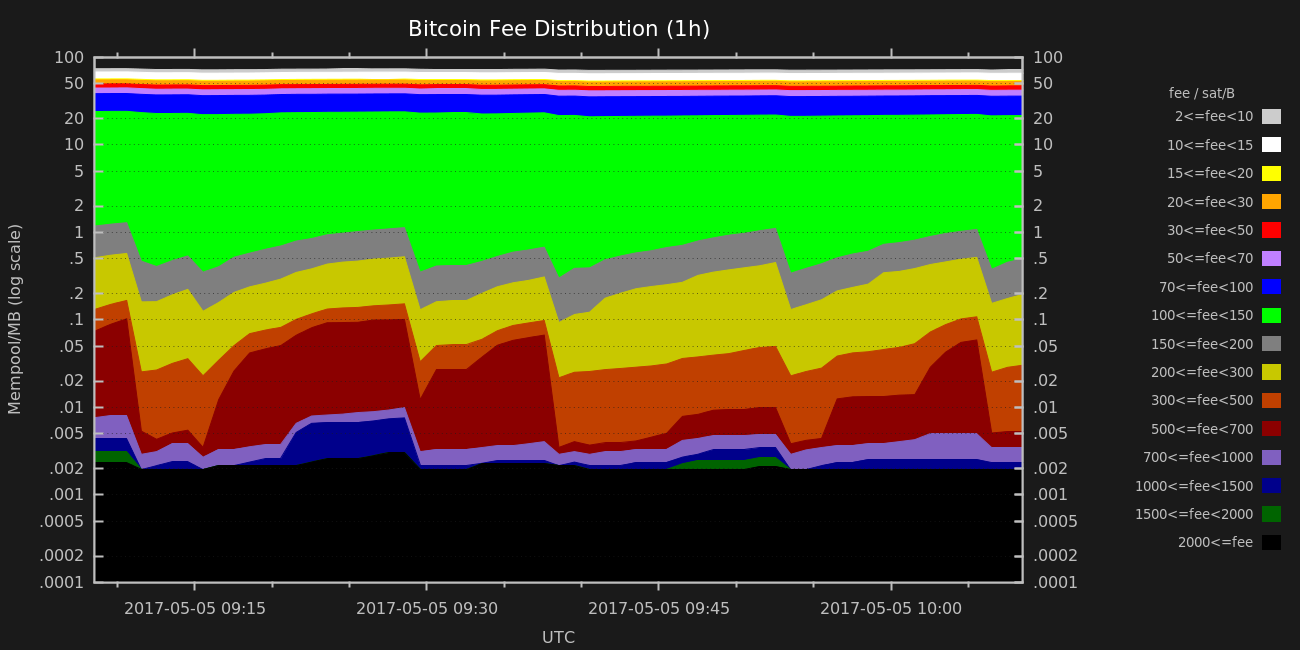 Bitcoin Fee Distribution (1h)
Mempool/MB (log scale)
100
50
20
10
5
2
1
.5
.2
.1
.05
.02
.01
.005
.002
.001
.0005
.0002
.0001
100
50
20
10
5
2
1
.5
.2
.1
.05
.02
.01
.005
.002
.001
.0005
.0002
.0001
fee / sat/B
2<=fee<10
10<=fee<15
15<=fee<20
20<=fee<30
30<=fee<50
50<=fee<70
70<=fee<100
100<=fee<150
150<=fee<200
200<=fee<300
300<=fee<500
500<=fee<700
700<=fee<1000
1000<=fee<1500
1500<=fee<2000
2000<=fee
2017-05-05 09:15
2017-05-05 09:30
2017-05-05 09:45
2017-05-05 10:00
UTC